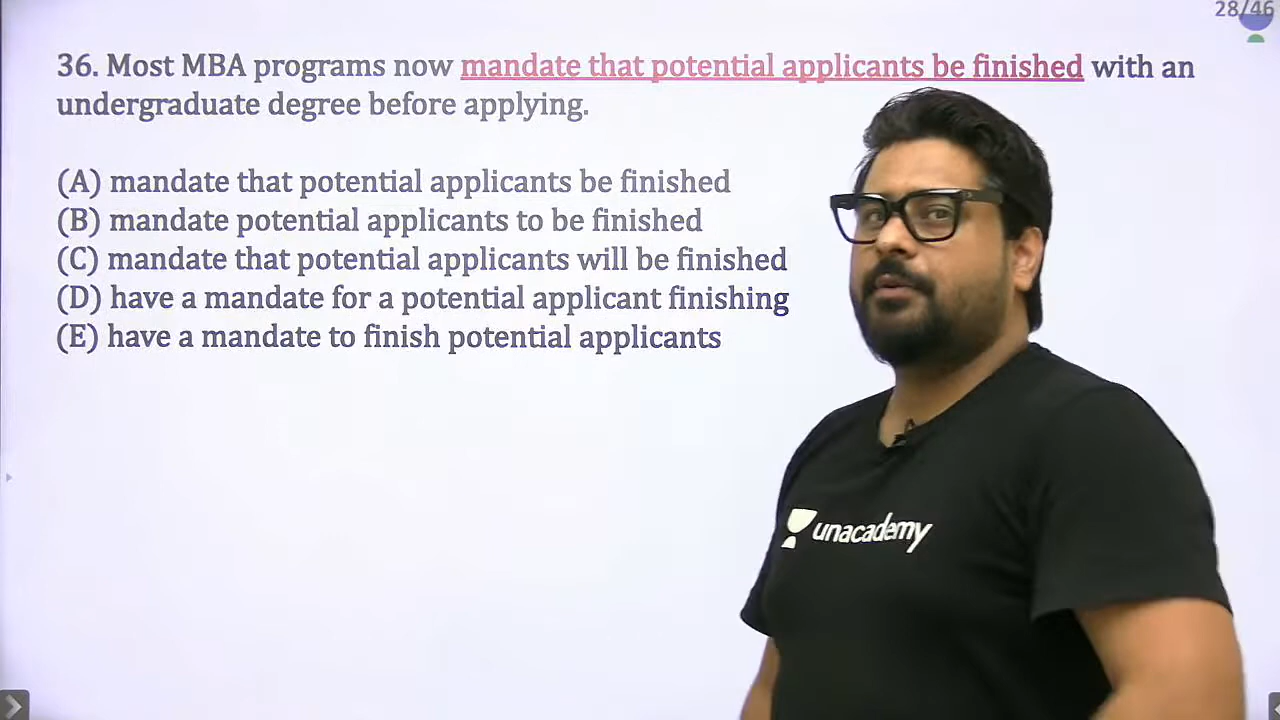 28/46
36. Most MBA programs now mandate that potential applicants be finished with an
undergraduate degree before applying.
(A) mandate that potential applicants be finished
(B) mandate potential applicants to be finished
(C) mandate that potential applicants will be finished
(D) have a mandate for a potential applicant finishing
(E) have a mandate to finish potential applicants
unacademy